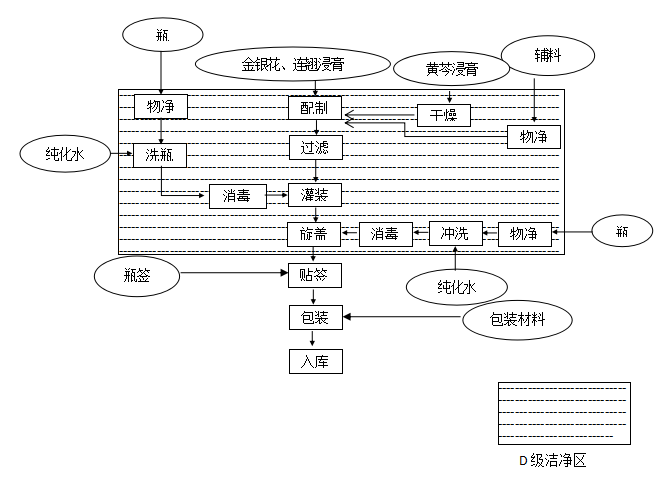 瓶
金银花、连翘浸膏
黄芩浸膏
辅料
物净
配制
干燥
物净
纯化水
洗瓶
过滤
消毒
灌装
旋盖
消毒
冲洗
物净
瓶
瓶签
贴签
纯化水
包装
包装材料
入库
D 级洁净区